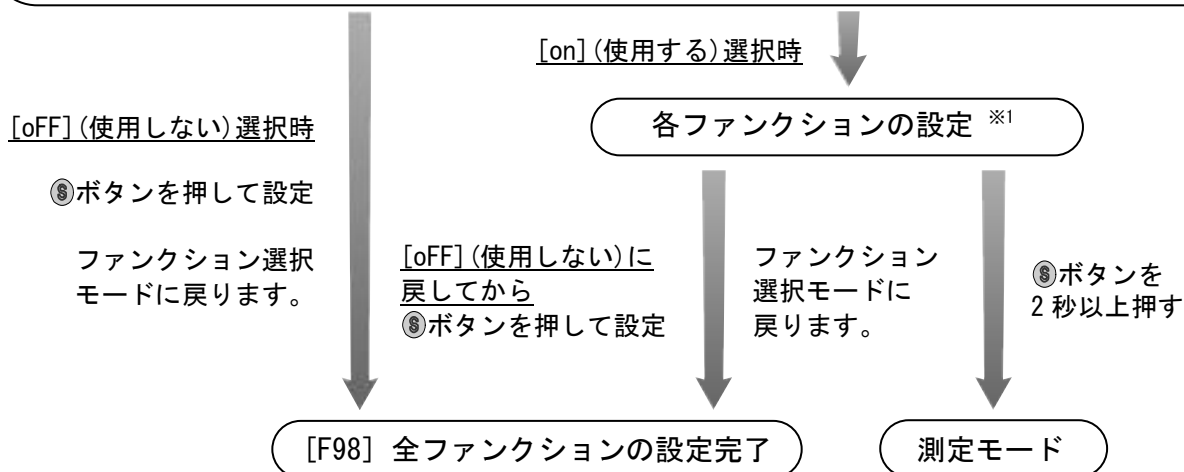 [on](使用する)選択時
各ファンクションの設定 ※1
[oFF](使用しない)選択時
Ⓢボタンを押して設定
ファンクション選択
モードに戻ります。
[oFF](使用しない)に
戻してから
Ⓢボタンを押して設定
ファンクション
選択モードに
戻ります。
Ⓢボタンを
2秒以上押す
[F98] 全ファンクションの設定完了
測定モード